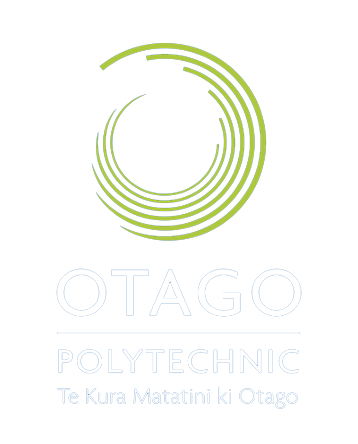 OTAGO
POLYTECHNIC
Te Kura Matatini ki Otago